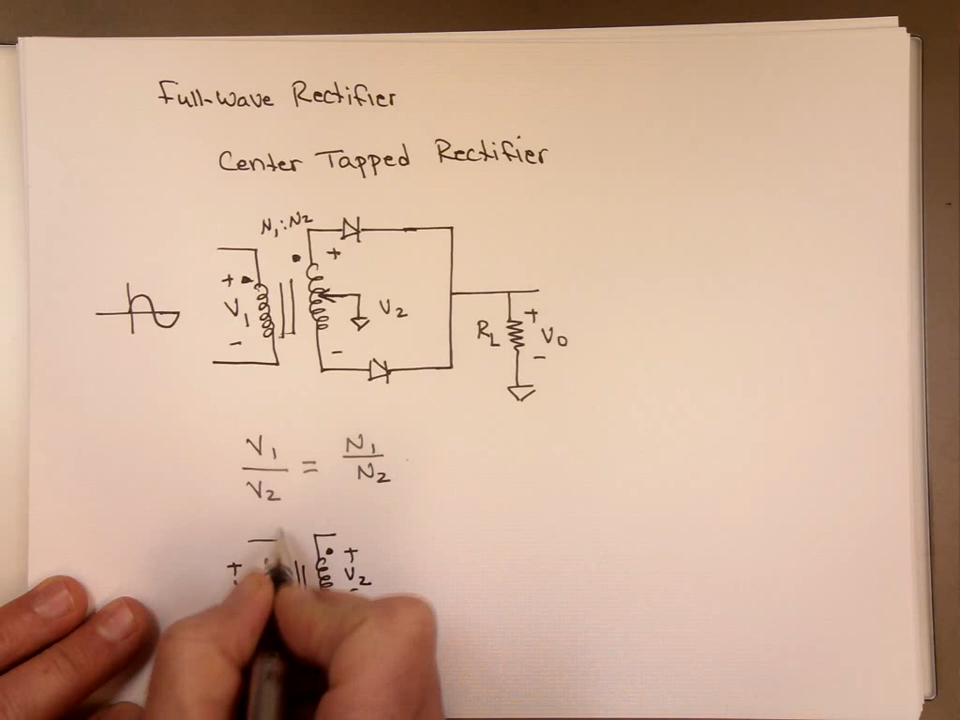 Full-Wave Rectifier
Center Tapped Rectifier
N1:N2
+ +
V1 V2
- -
RL + V0 -
V1/V2 = N1/N2
+ +
V2